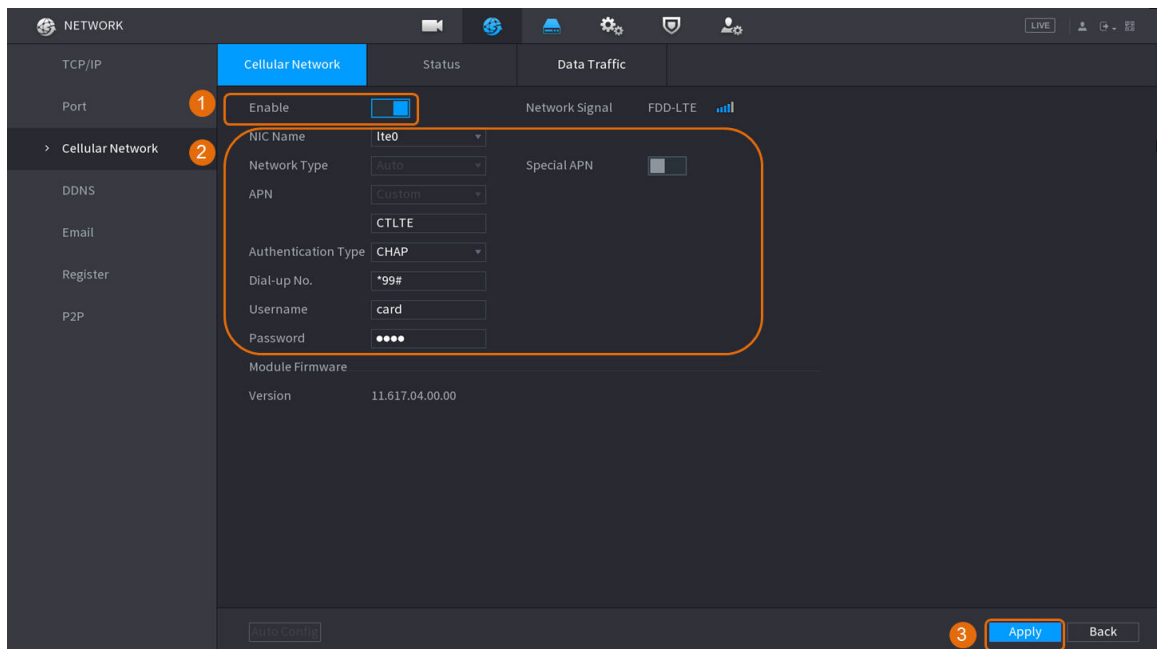 NETWORK
LIVE
TCP/IP
Port
Cellular Network
DDNS
Email
Register
P2P
Cellular Network Status Data Traffic
1 Enable Network Signal FDD-LTE
2
NIC Name lte0
Network Type Auto Special APN
APN Custom
CTLTE
Authentication Type CHAP
Dial-up No. *99#
Username card
Password ●●●●
Module Firmware
Version 11.617.04.00.00
Auto Config 3 Apply Back